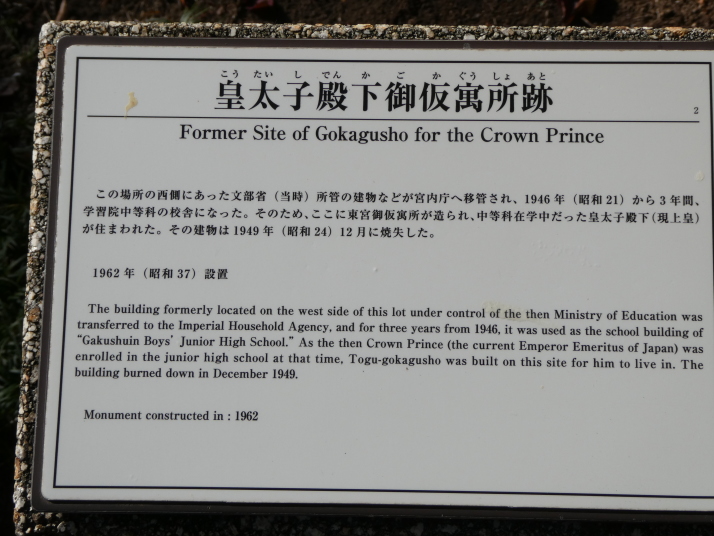 こう たい し でん か ご か ぐう しょ あと
皇太子殿下御仮寓所跡
2
Former Site of Gokagusho for the Crown Prince
この場所の西側にあった文部省（当時）所管の建物などが宮内庁へ移管され、1946年（昭和21）から3年間、
学習院中等科の校舎になった。そのため、ここに東宮御仮寓所が造られ、中等科在学中だった皇太子殿下（現上皇）
が住まわれた。その建物は1949年（昭和24）12月に焼失した。
1962年（昭和37）設置
The building formerly located on the west side of this lot under control of the then Ministry of Education was
transferred to the Imperial Household Agency, and for three years from 1946, it was used as the school building of
“Gakushuin Boys’ Junior High School.” As the then Crown Prince (the current Emperor Emeritus of Japan) was
enrolled in the junior high school at that time, Togu-gokagusho was built on this site for him to live in. The
building burned down in December 1949.
Monument constructed in : 1962